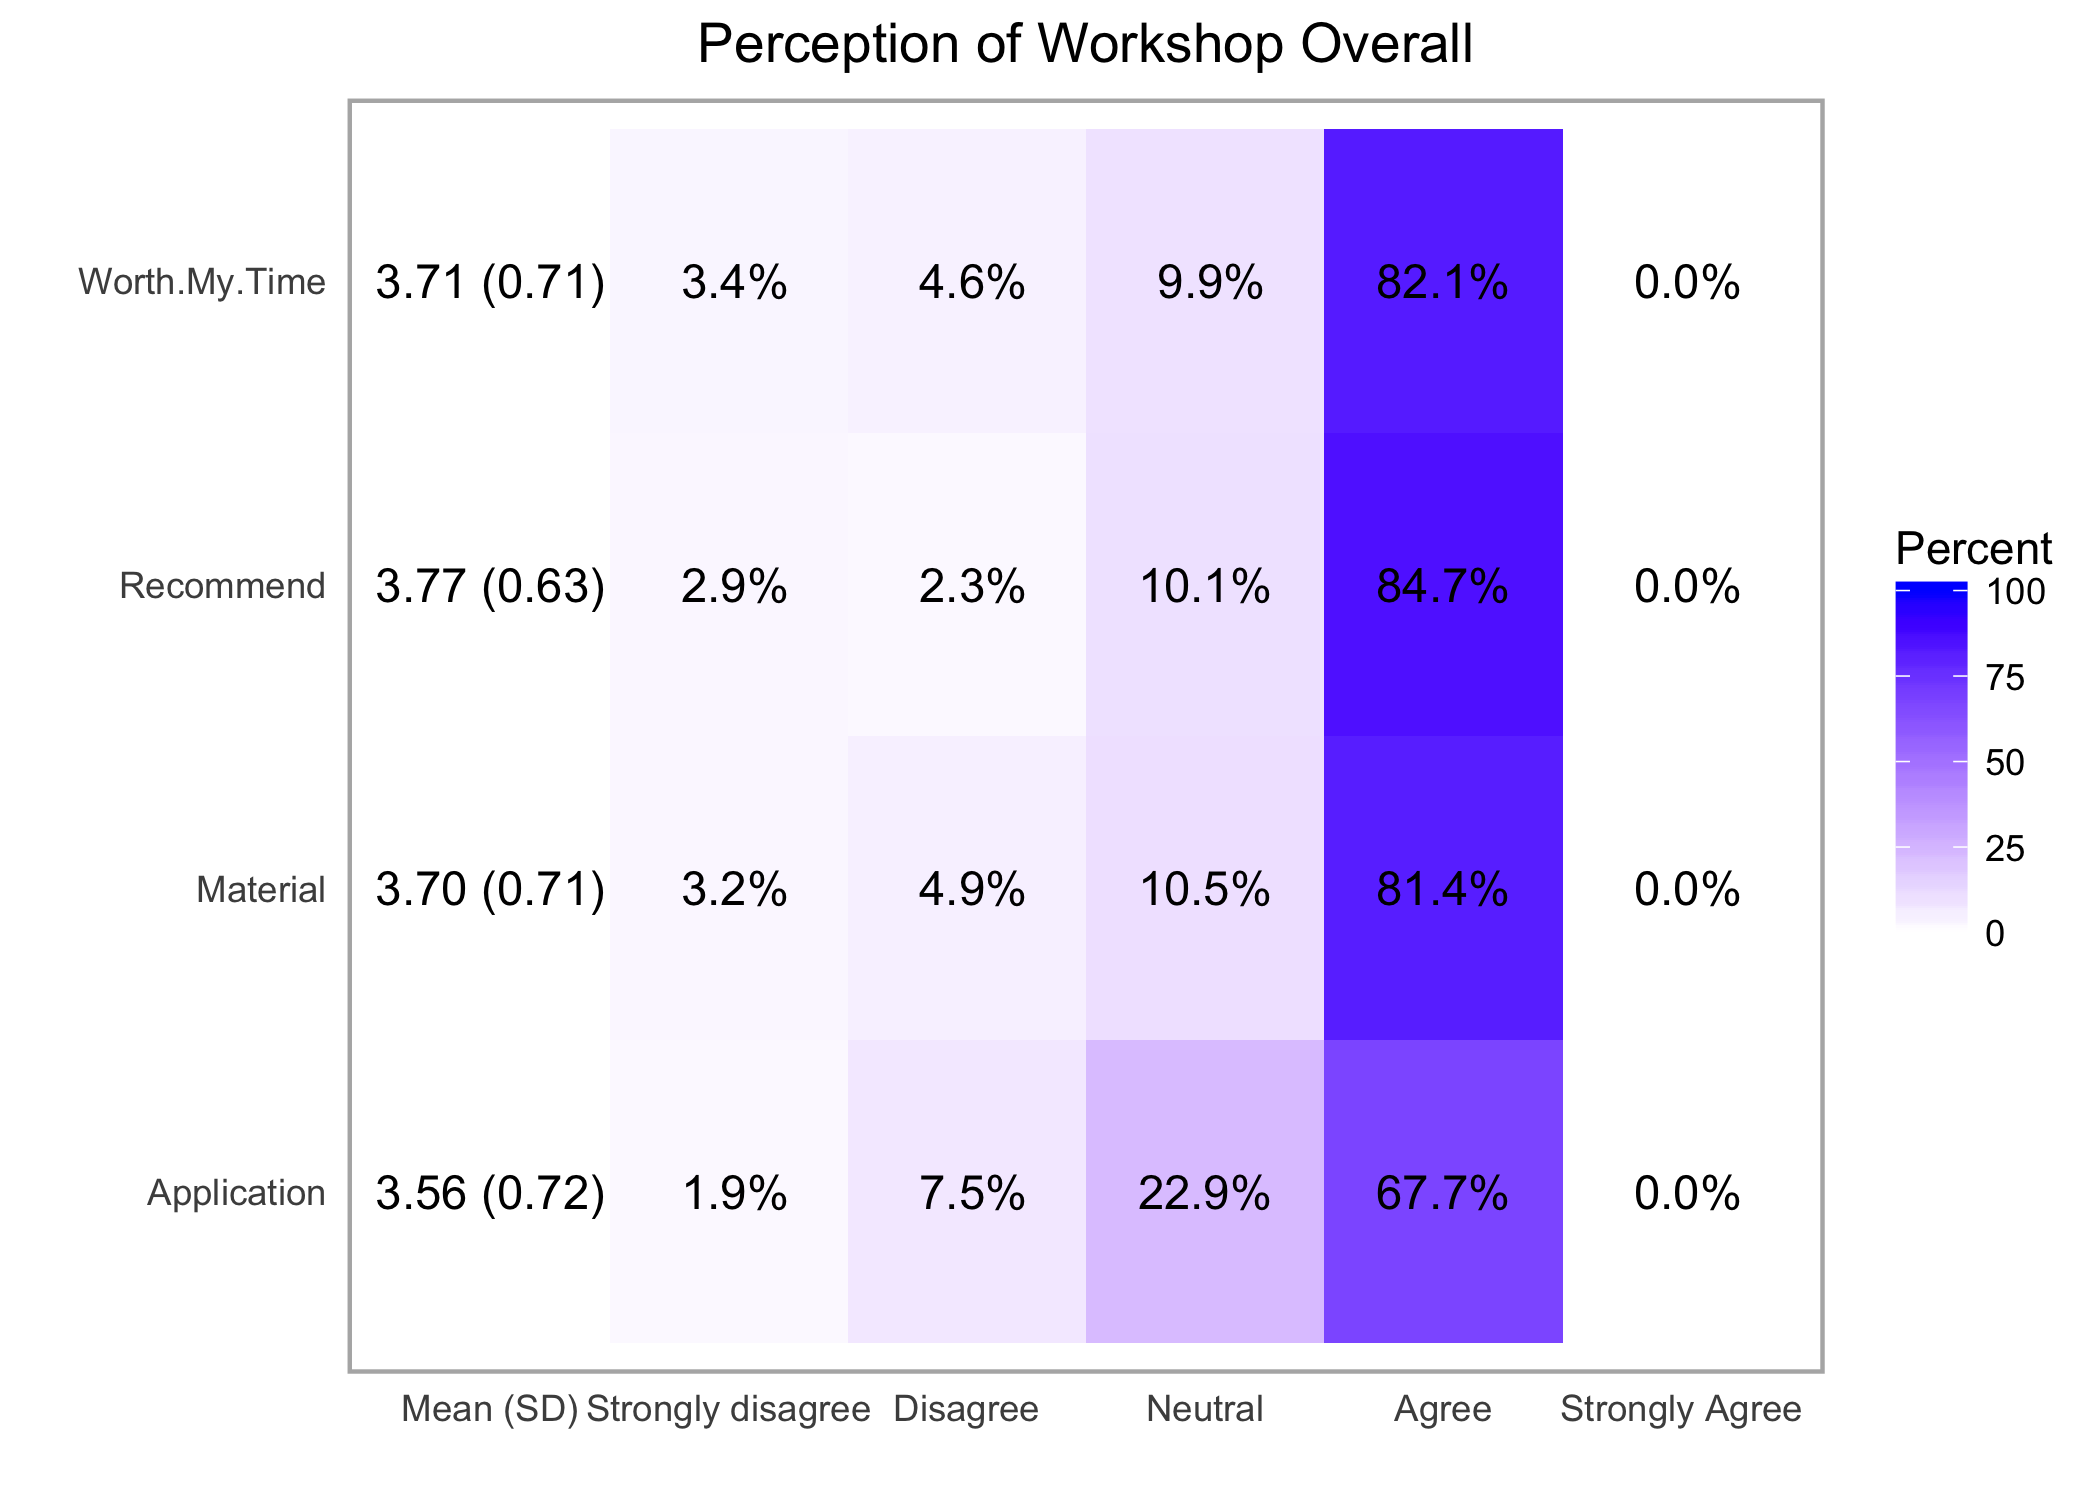 Perception of Workshop Overall
Worth.My.Time 3.71 (0.71) 3.4% 4.6% 9.9% 82.1% 0.0%
Recommend 3.77 (0.63) 2.9% 2.3% 10.1% 84.7% 0.0%
Material 3.70 (0.71) 3.2% 4.9% 10.5% 81.4% 0.0%
Application 3.56 (0.72) 1.9% 7.5% 22.9% 67.7% 0.0%
Mean (SD) Strongly disagree Disagree Neutral Agree Strongly Agree
Percent
100
75
50
25
0